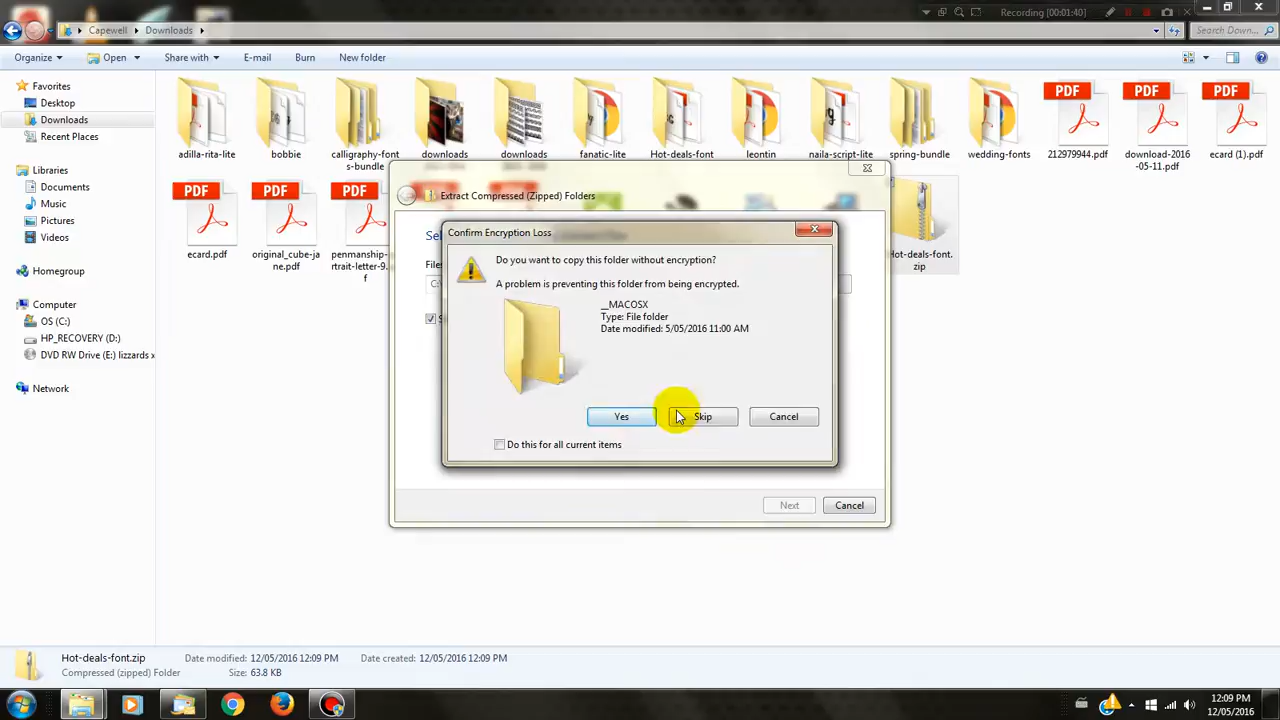 Recording [00:01:40]
Capewell
Downloads
Search Down...
Organize
Open
Share with
E-mail
Burn
New folder
Favorites
Desktop
Downloads
Recent Places
Libraries
Documents
Music
Pictures
Videos
Homegroup
Computer
OS (C:)
HP_RECOVERY (D:)
DVD RW Drive (E:) lizzards x
Network
adilla-rita-lite
bobbie
calligraphy-font
s-bundle
downloads
downloads
fanatic-lite
Hot-deals-font
leontin
naila-script-lite
spring-bundle
wedding-fonts
PDF
212979944.pdf
PDF
download-2016
-05-11.pdf
PDF
ecard (1).pdf
PDF
ecard.pdf
PDF
original_cube-ja
ne.pdf
PDF
penmanship-
rtrait-letter-9.
f
Hot-deals-font.
zip
Extract Compressed (Zipped) Folders
Sel
Files
C:\
S
Confirm Encryption Loss
Do you want to copy this folder without encryption?
A problem is preventing this folder from being encrypted.
__MACOSX
Type: File folder
Date modified: 5/05/2016 11:00 AM
Yes
Skip
Cancel
Do this for all current items
Next
Cancel
Hot-deals-font.zip
Date modified: 12/05/2016 12:09 PM
Date created: 12/05/2016 12:09 PM
Compressed (zipped) Folder
Size: 63.8 KB
12:09 PM
12/05/2016